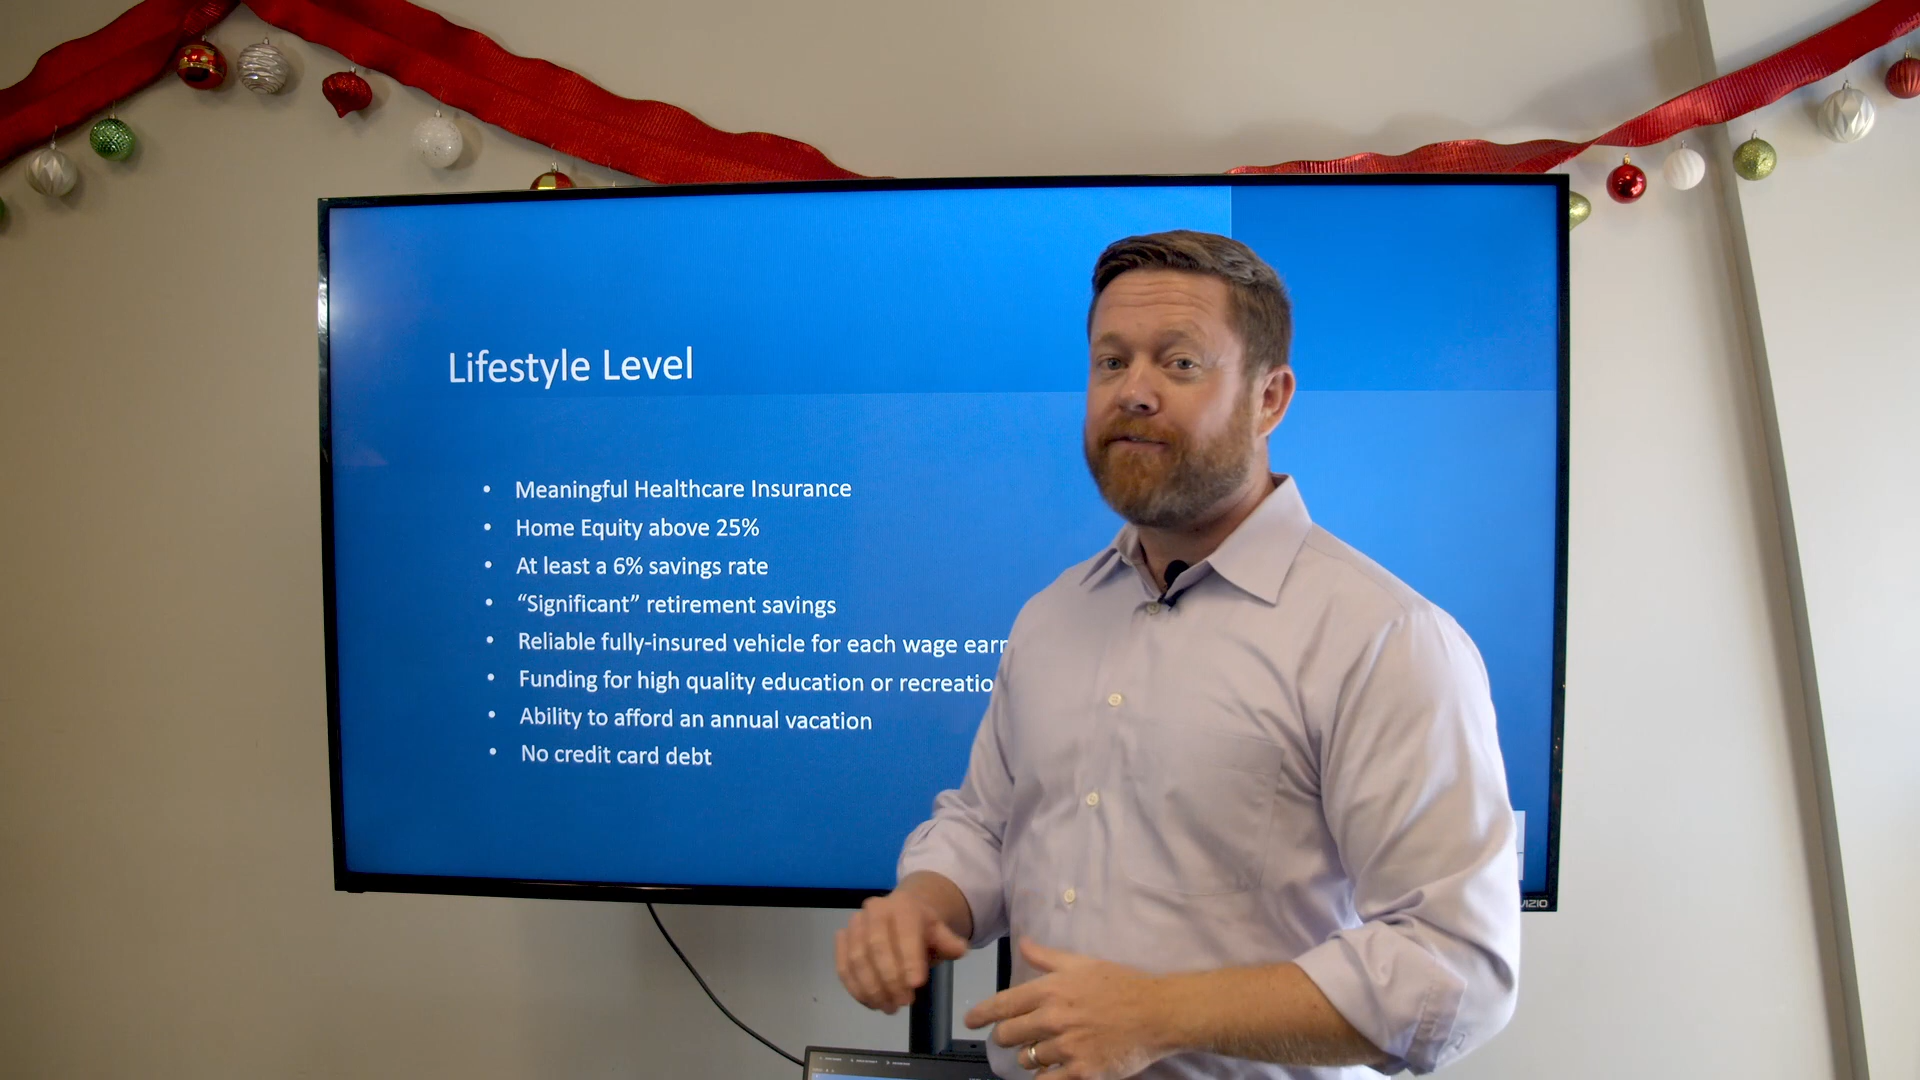 Lifestyle Level
• Meaningful Healthcare Insurance
• Home Equity above 25%
• At least a 6% savings rate
• “Significant” retirement savings
• Reliable fully-insured vehicle for each wage
• Funding for high quality education or
• Ability to afford an annual vacation
• No credit card debt
VIZIO